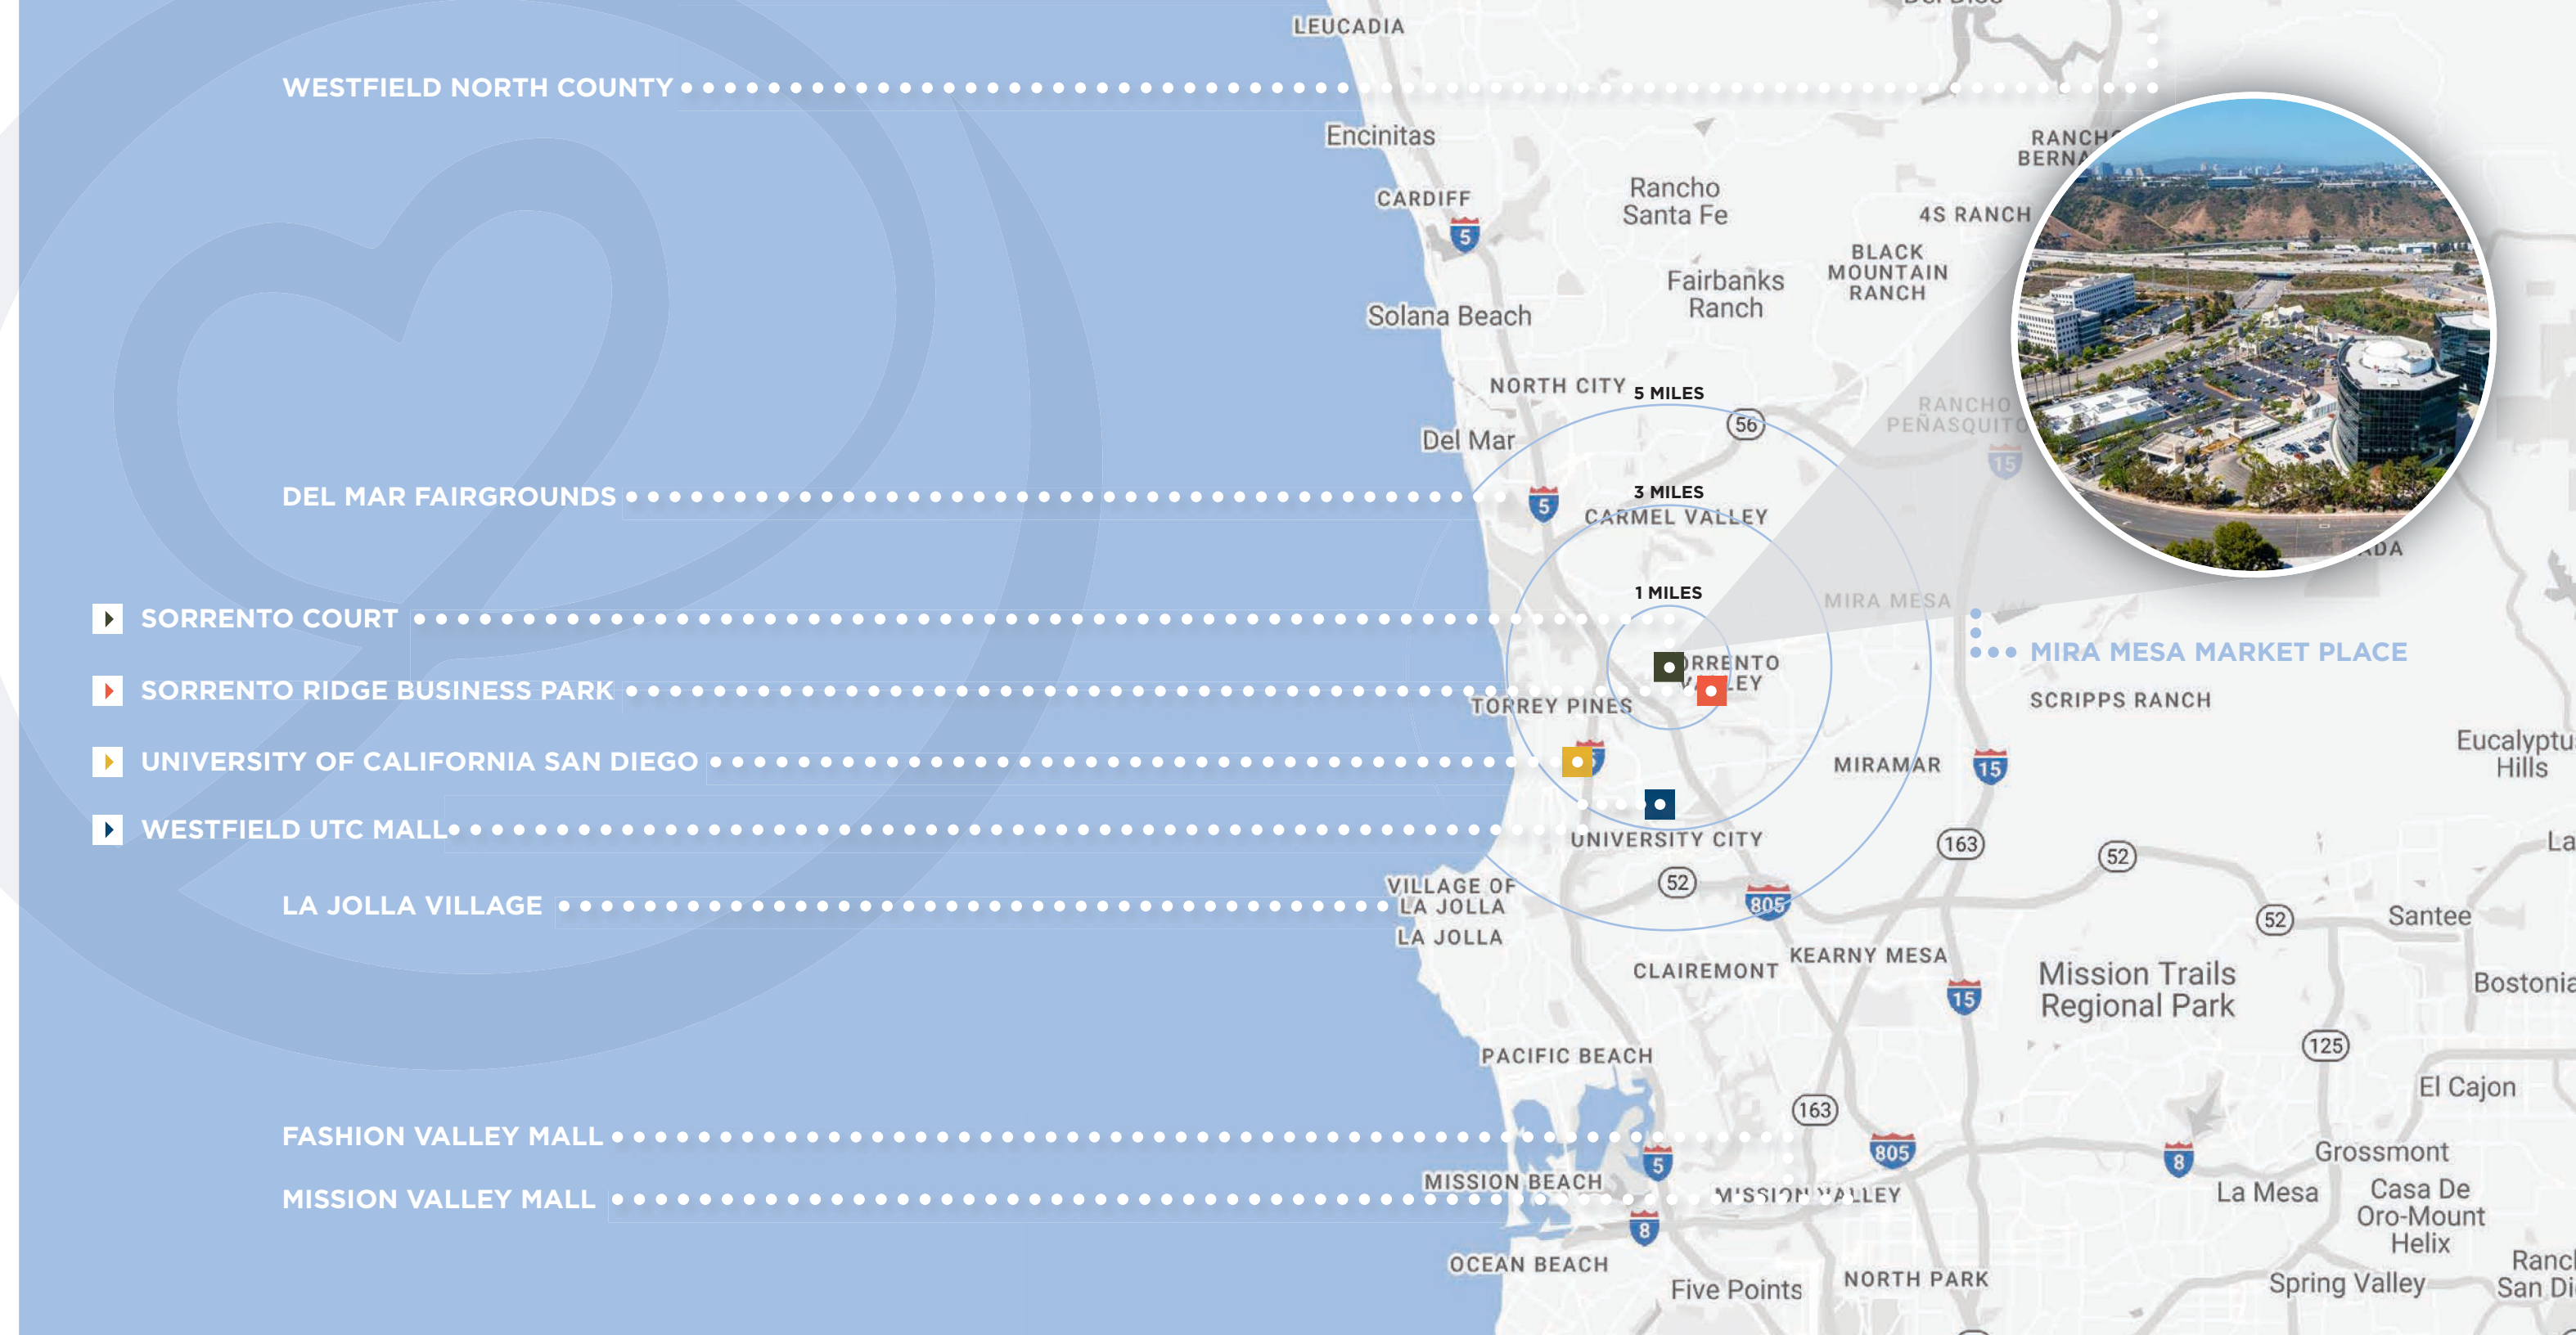 LEUCADIA
WESTFIELD NORTH COUNTY
Encinitas
RANCHO
CARDIFF
5
Rancho
Santa Fe
4S RANCH
BLACK
MOUNTAIN
RANCH
Fairbanks
Ranch
Solana Beach
NORTH CITY
5 MILES
56
RANCHO
Del Mar
15
DEL MAR FAIRGROUNDS
5
3 MILES
CARMEL VALLEY
1 MILES
MIRA MESA
SORRENTO COURT
MIRA MESA MARKET PLACE
SORRENTO RIDGE BUSINESS PARK
TORREY PINES
SCRIPPS RANCH
UNIVERSITY OF CALIFORNIA SAN DIEGO
MIRAMAR
15
Hills
WESTFIELD UTC MALL
UNIVERSITY CITY
163
52
52
805
VILLAGE OF
LA JOLLA
LA JOLLA VILLAGE
LA JOLLA
52
Santee
CLAIREMONT
KEARNY MESA
15
Mission Trails
Regional Park
125
PACIFIC BEACH
El Cajon
163
FASHION VALLEY MALL
5
805
8
Grossmont
MISSION BEACH
MISSION VALLEY MALL
MISSION VALLEY
La Mesa
Casa De
Oro-Mount
Helix
8
OCEAN BEACH
Five Points
NORTH PARK
Spring Valley